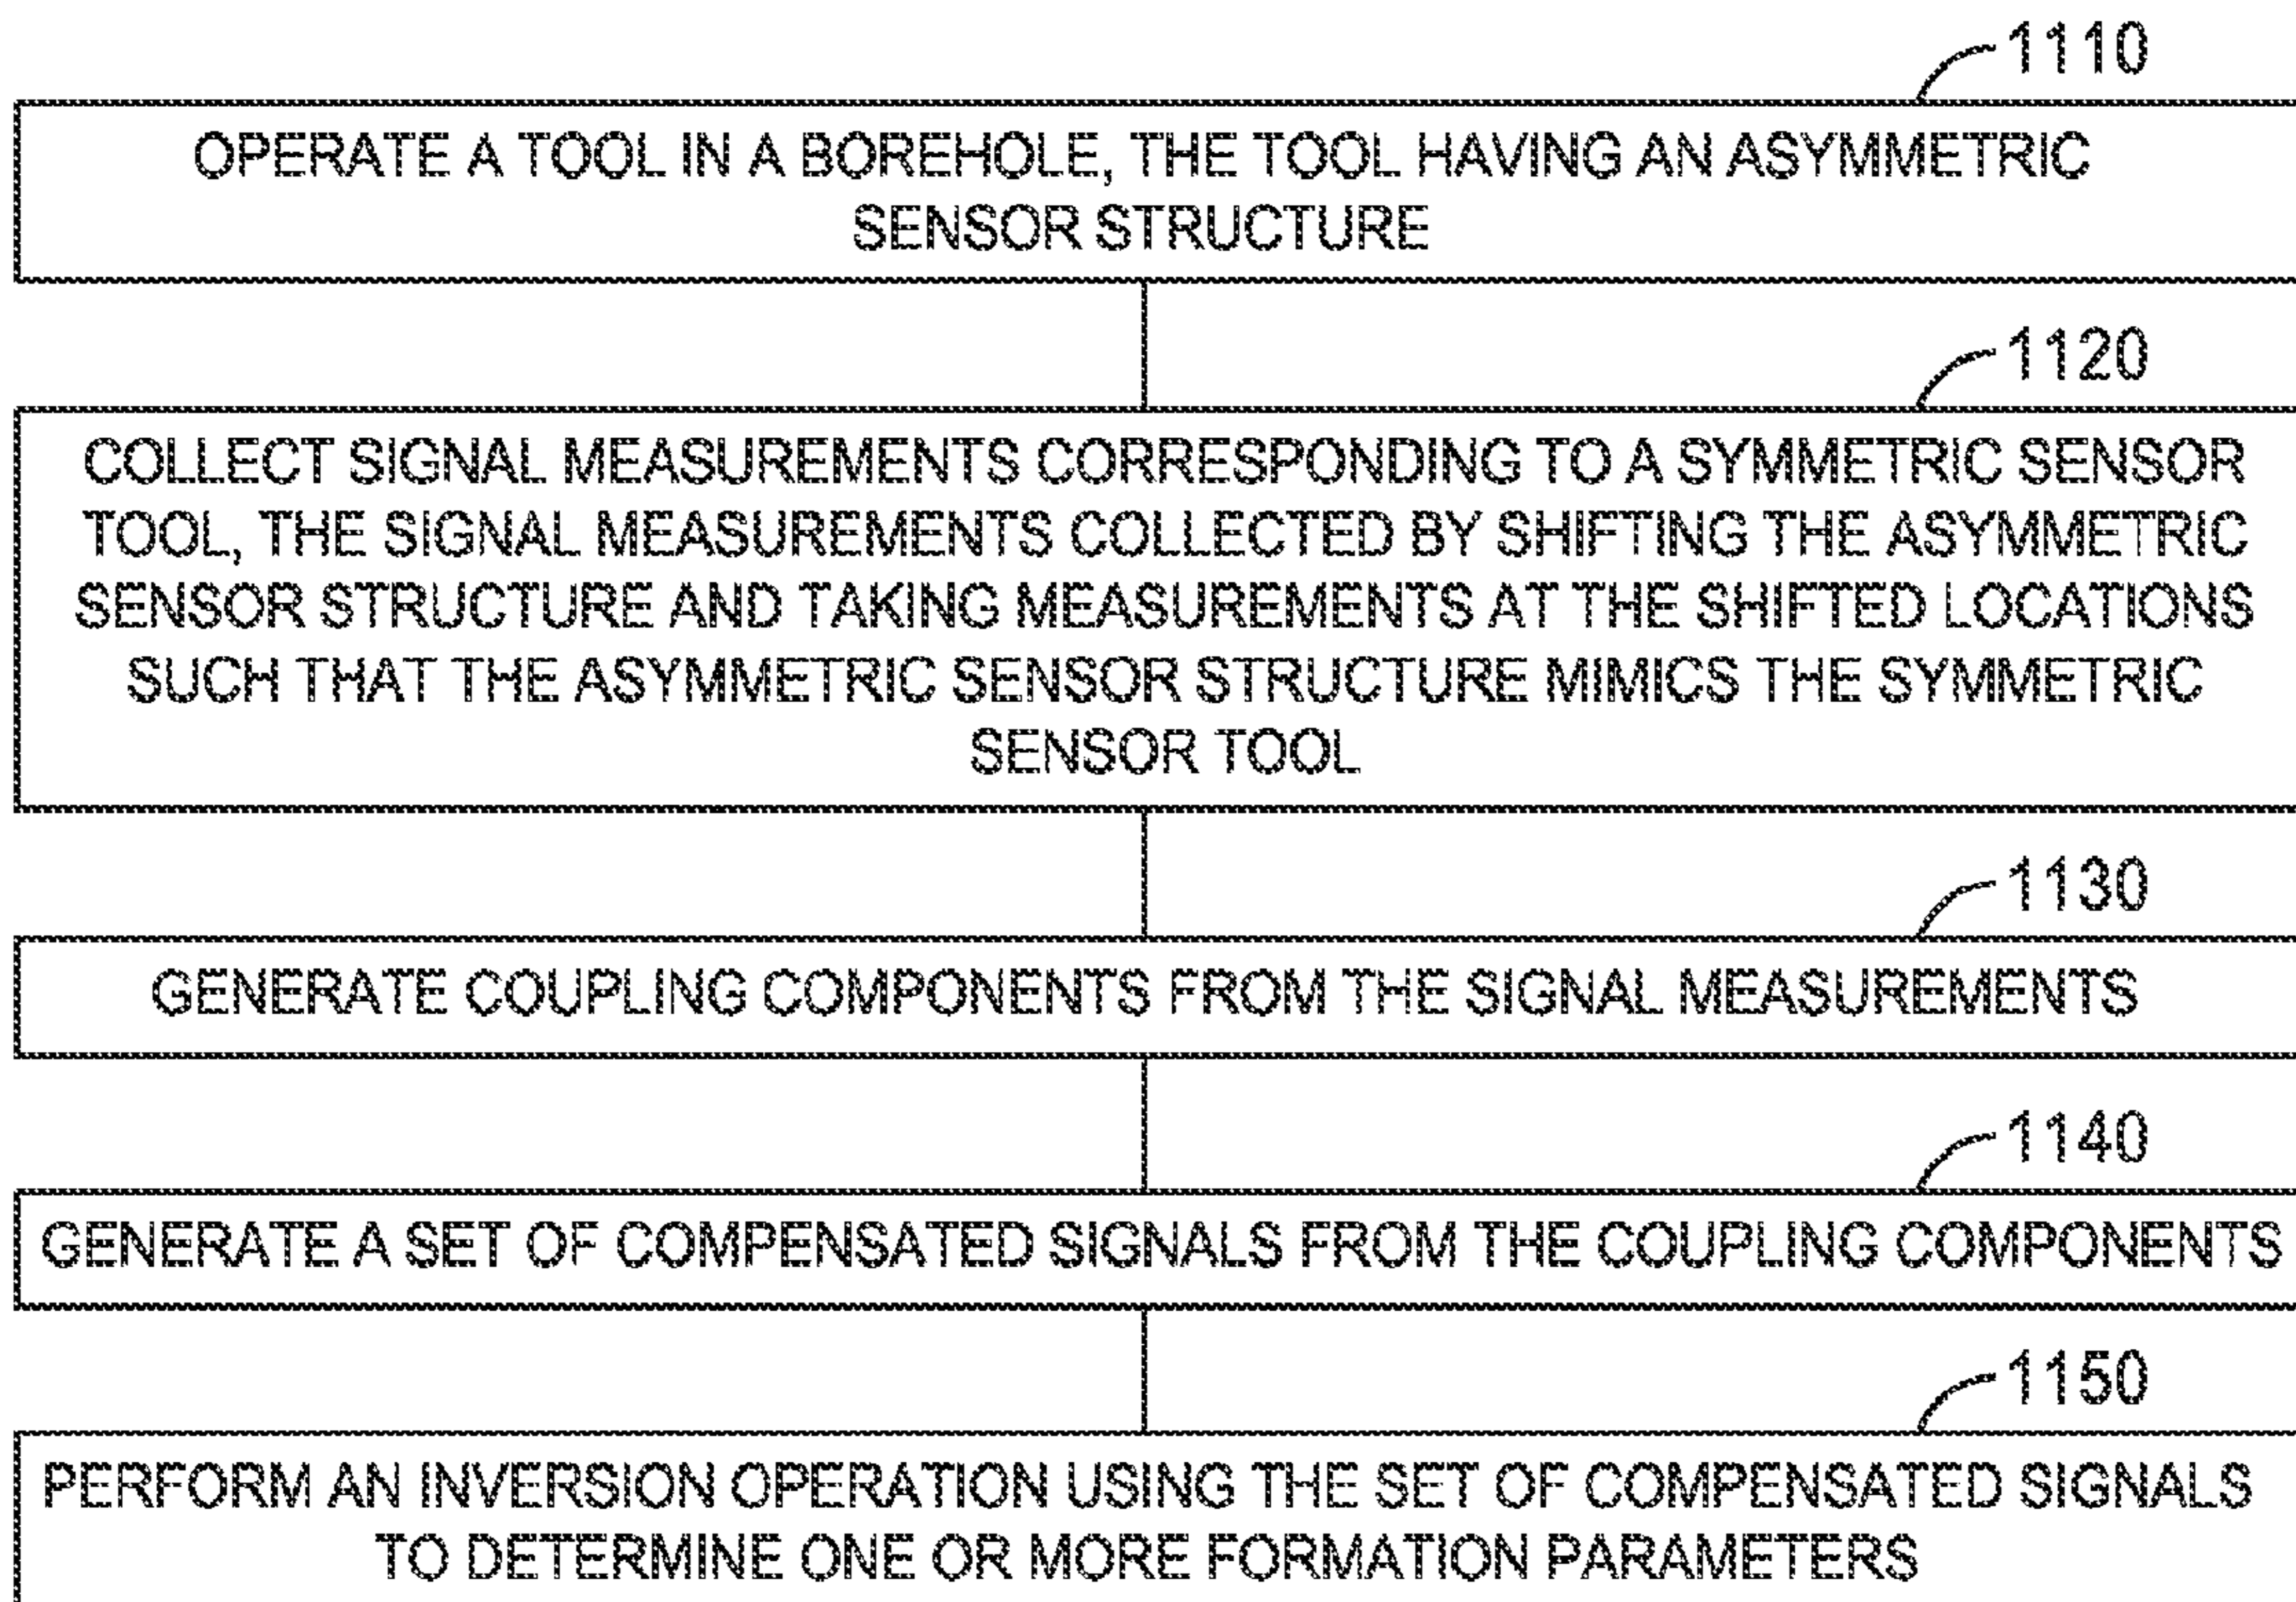 1110
OPERATE A TOOL IN A BOREHOLE, THE TOOL HAVING AN ASYMMETRIC
SENSOR STRUCTURE
1120
COLLECT SIGNAL MEASUREMENTS CORRESPONDING TO A SYMMETRIC SENSOR
TOOL, THE SIGNAL MEASUREMENTS COLLECTED BY SHIFTING THE ASYMMETRIC
SENSOR STRUCTURE AND TAKING MEASUREMENTS AT THE SHIFTED LOCATIONS
SUCH THAT THE ASYMMETRIC SENSOR STRUCTURE MIMICS THE SYMMETRIC
SENSOR TOOL
1130
GENERATE COUPLING COMPONENTS FROM THE SIGNAL MEASUREMENTS
1140
GENERATE A SET OF COMPENSATED SIGNALS FROM THE COUPLING COMPONENTS
1150
PERFORM AN INVERSION OPERATION USING THE SET OF COMPENSATED SIGNALS
TO DETERMINE ONE OR MORE FORMATION PARAMETERS